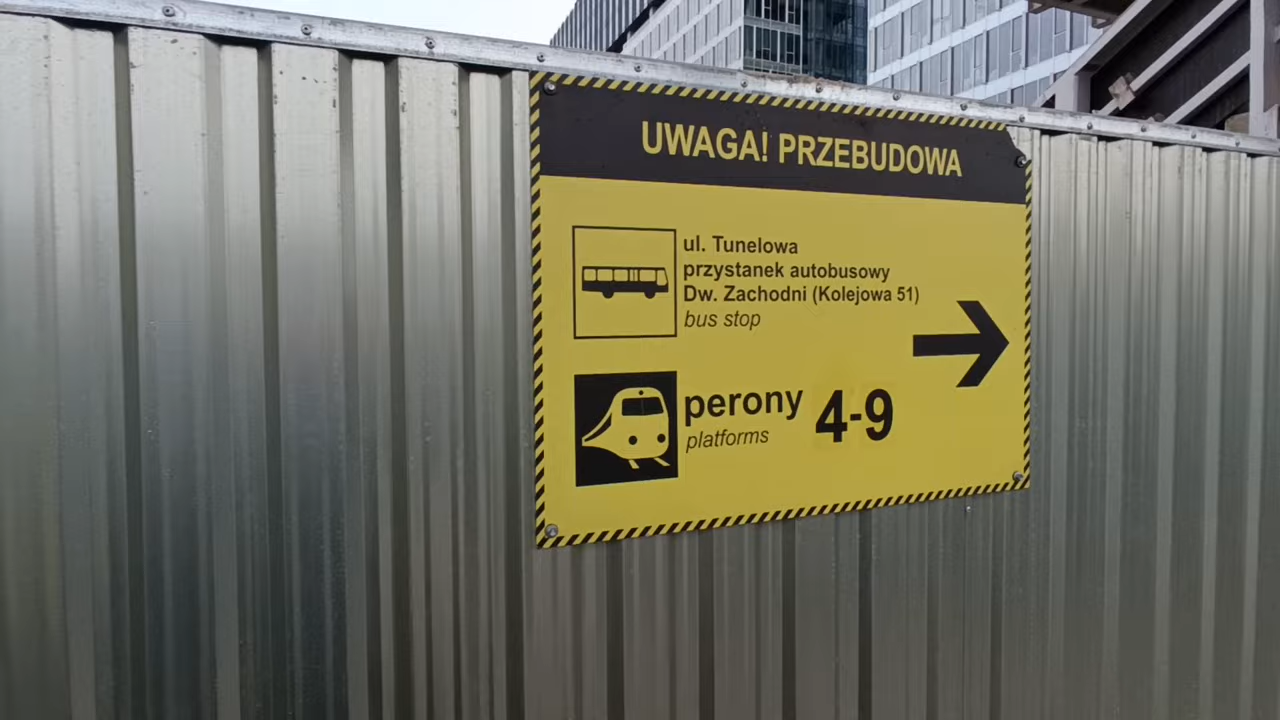 UWAGA! PRZEBUDOWA
ul. Tunelowa
przystanek autobusowy
Dw. Zachodni (Kolejowa 51)
bus stop
perony 4-9
platforms